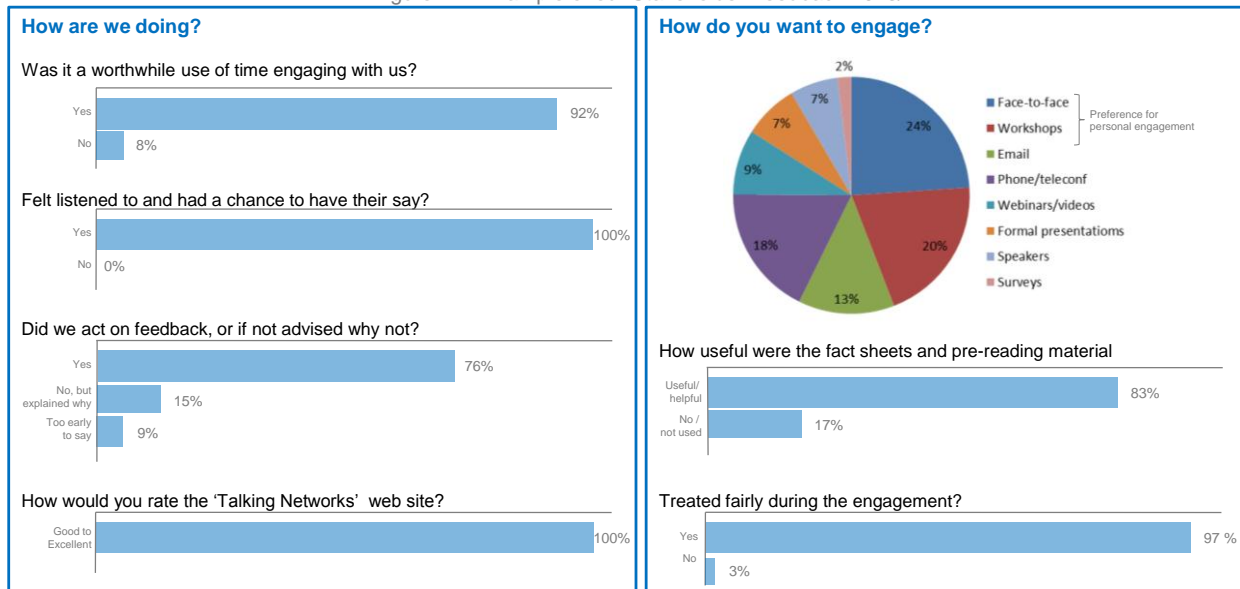 How are we doing?
Was it a worthwhile use of time engaging with us?
Yes
92%
No
8%
Felt listened to and had a chance to have their say?
Yes
100%
No
0%
Did we act on feedback, or if not advised why not?
Yes
76%
No, but
explained why
15%
Too early
to say
9%
How would you rate the ‘Talking Networks’ web site?
Good to
Excellent
100%
How do you want to engage?
2%
7%
7%
9%
18%
13%
20%
24%
Face-to-face
Workshops
Email
Phone/teleconf
Webinars/videos
Formal presentatioms
Speakers
Surveys
Preference for
personal engagement
How useful were the fact sheets and pre-reading material
Useful/
helpful
83%
No /
not used
17%
Treated fairly during the engagement?
Yes
97 %
No
3%